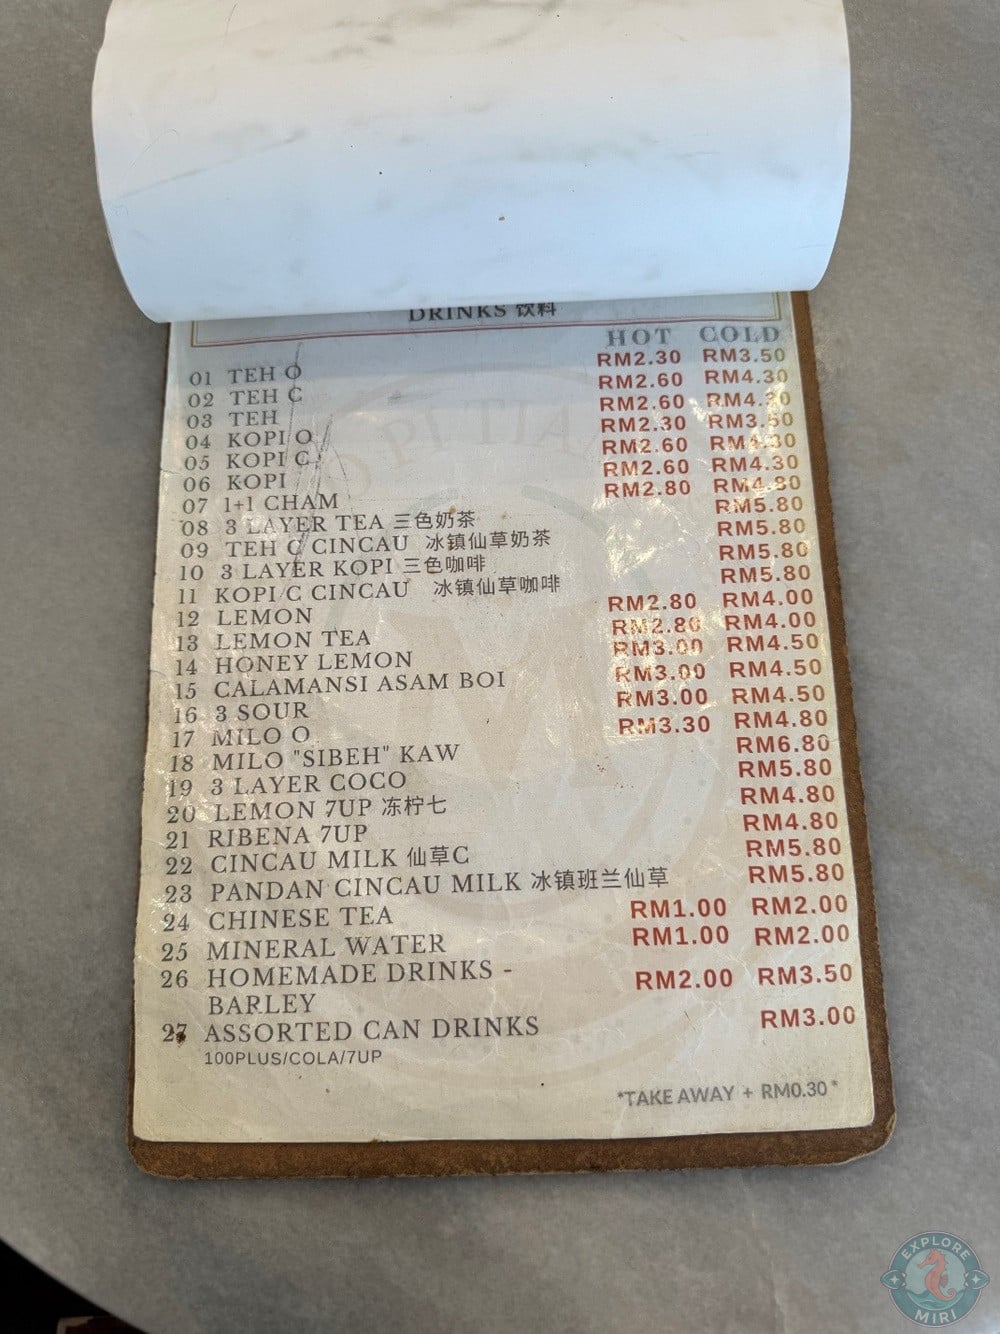 DRINKS 饮料
HOT COLD
01 TEH O RM2.30 RM3.50
02 TEH C RM2.60 RM4.30
03 TEH RM2.60 RM4.30
04 KOPI O RM2.30 RM3.50
05 KOPI C RM2.60 RM4.30
06 KOPI RM2.60 RM4.30
07 1+1 CHAM RM2.80 RM4.80
08 3 LAYER TEA 三色奶茶 RM5.80
09 TEH C CINCAU 冰镇仙草奶茶 RM5.80
10 3 LAYER KOPI 三色咖啡 RM5.80
11 KOPI C CINCAU 冰镇仙草咖啡 RM5.80
12 LEMON RM2.80 RM4.00
13 LEMON TEA RM2.80 RM4.00
14 HONEY LEMON RM3.00 RM4.50
15 CALAMANSI ASAM BOI RM3.00 RM4.50
16 3 SOUR RM3.00 RM4.50
17 MILO O RM3.30 RM4.80
18 MILO "SIBEH" KAW RM6.80
19 3 LAYER COCO RM5.80
20 LEMON 7UP 冻柠七 RM4.80
21 RIBENA 7UP RM4.80
22 CINCAU MILK 仙草C RM5.80
23 PANDAN CINCAU MILK 冰镇班兰仙草 RM5.80
24 CHINESE TEA RM1.00 RM2.00
25 MINERAL WATER RM1.00 RM2.00
26 HOMEMADE DRINKS - RM2.00 RM3.50
BARLEY
27 ASSORTED CAN DRINKS RM3.00
100PLUS/COLA/7UP
*TAKE AWAY + RM0.30*
EXPLORE
MIRI